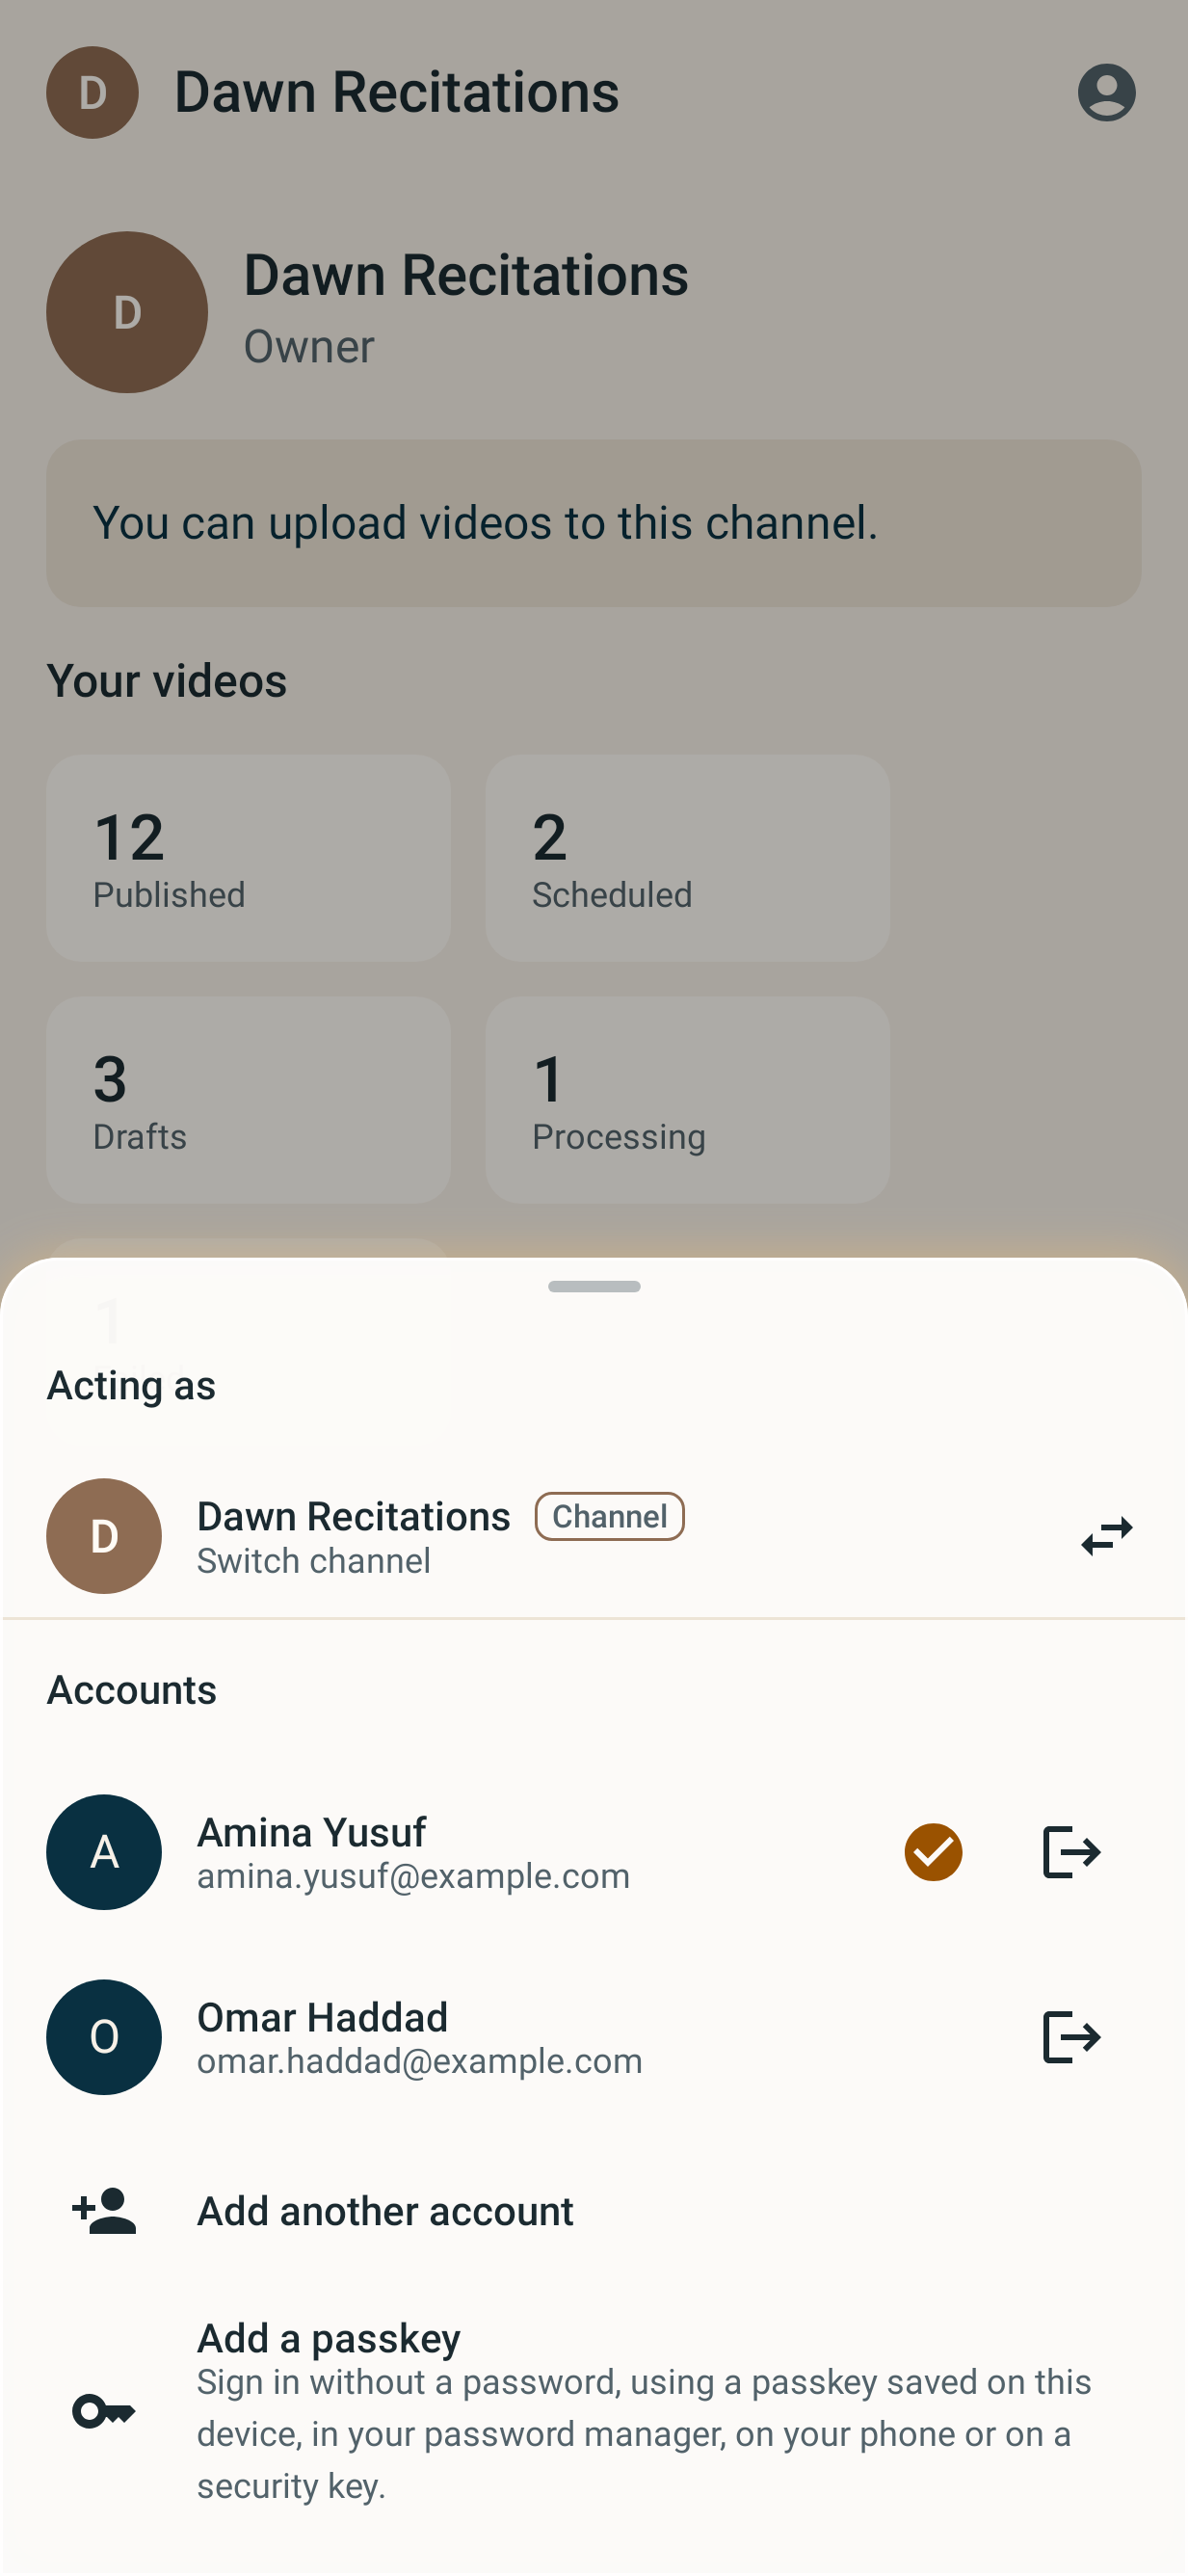 D
Dawn Recitations
D
Dawn Recitations
Owner
You can upload videos to this channel.
Your videos
12
Published
2
Scheduled
3
Drafts
1
Processing
1
Acting as
D
Dawn Recitations
Channel
Switch channel
Accounts
A
Amina Yusuf
amina.yusuf@example.com
O
Omar Haddad
omar.haddad@example.com
Add another account
Add a passkey
Sign in without a password, using a passkey saved on this
device, in your password manager, on your phone or on a
security key.